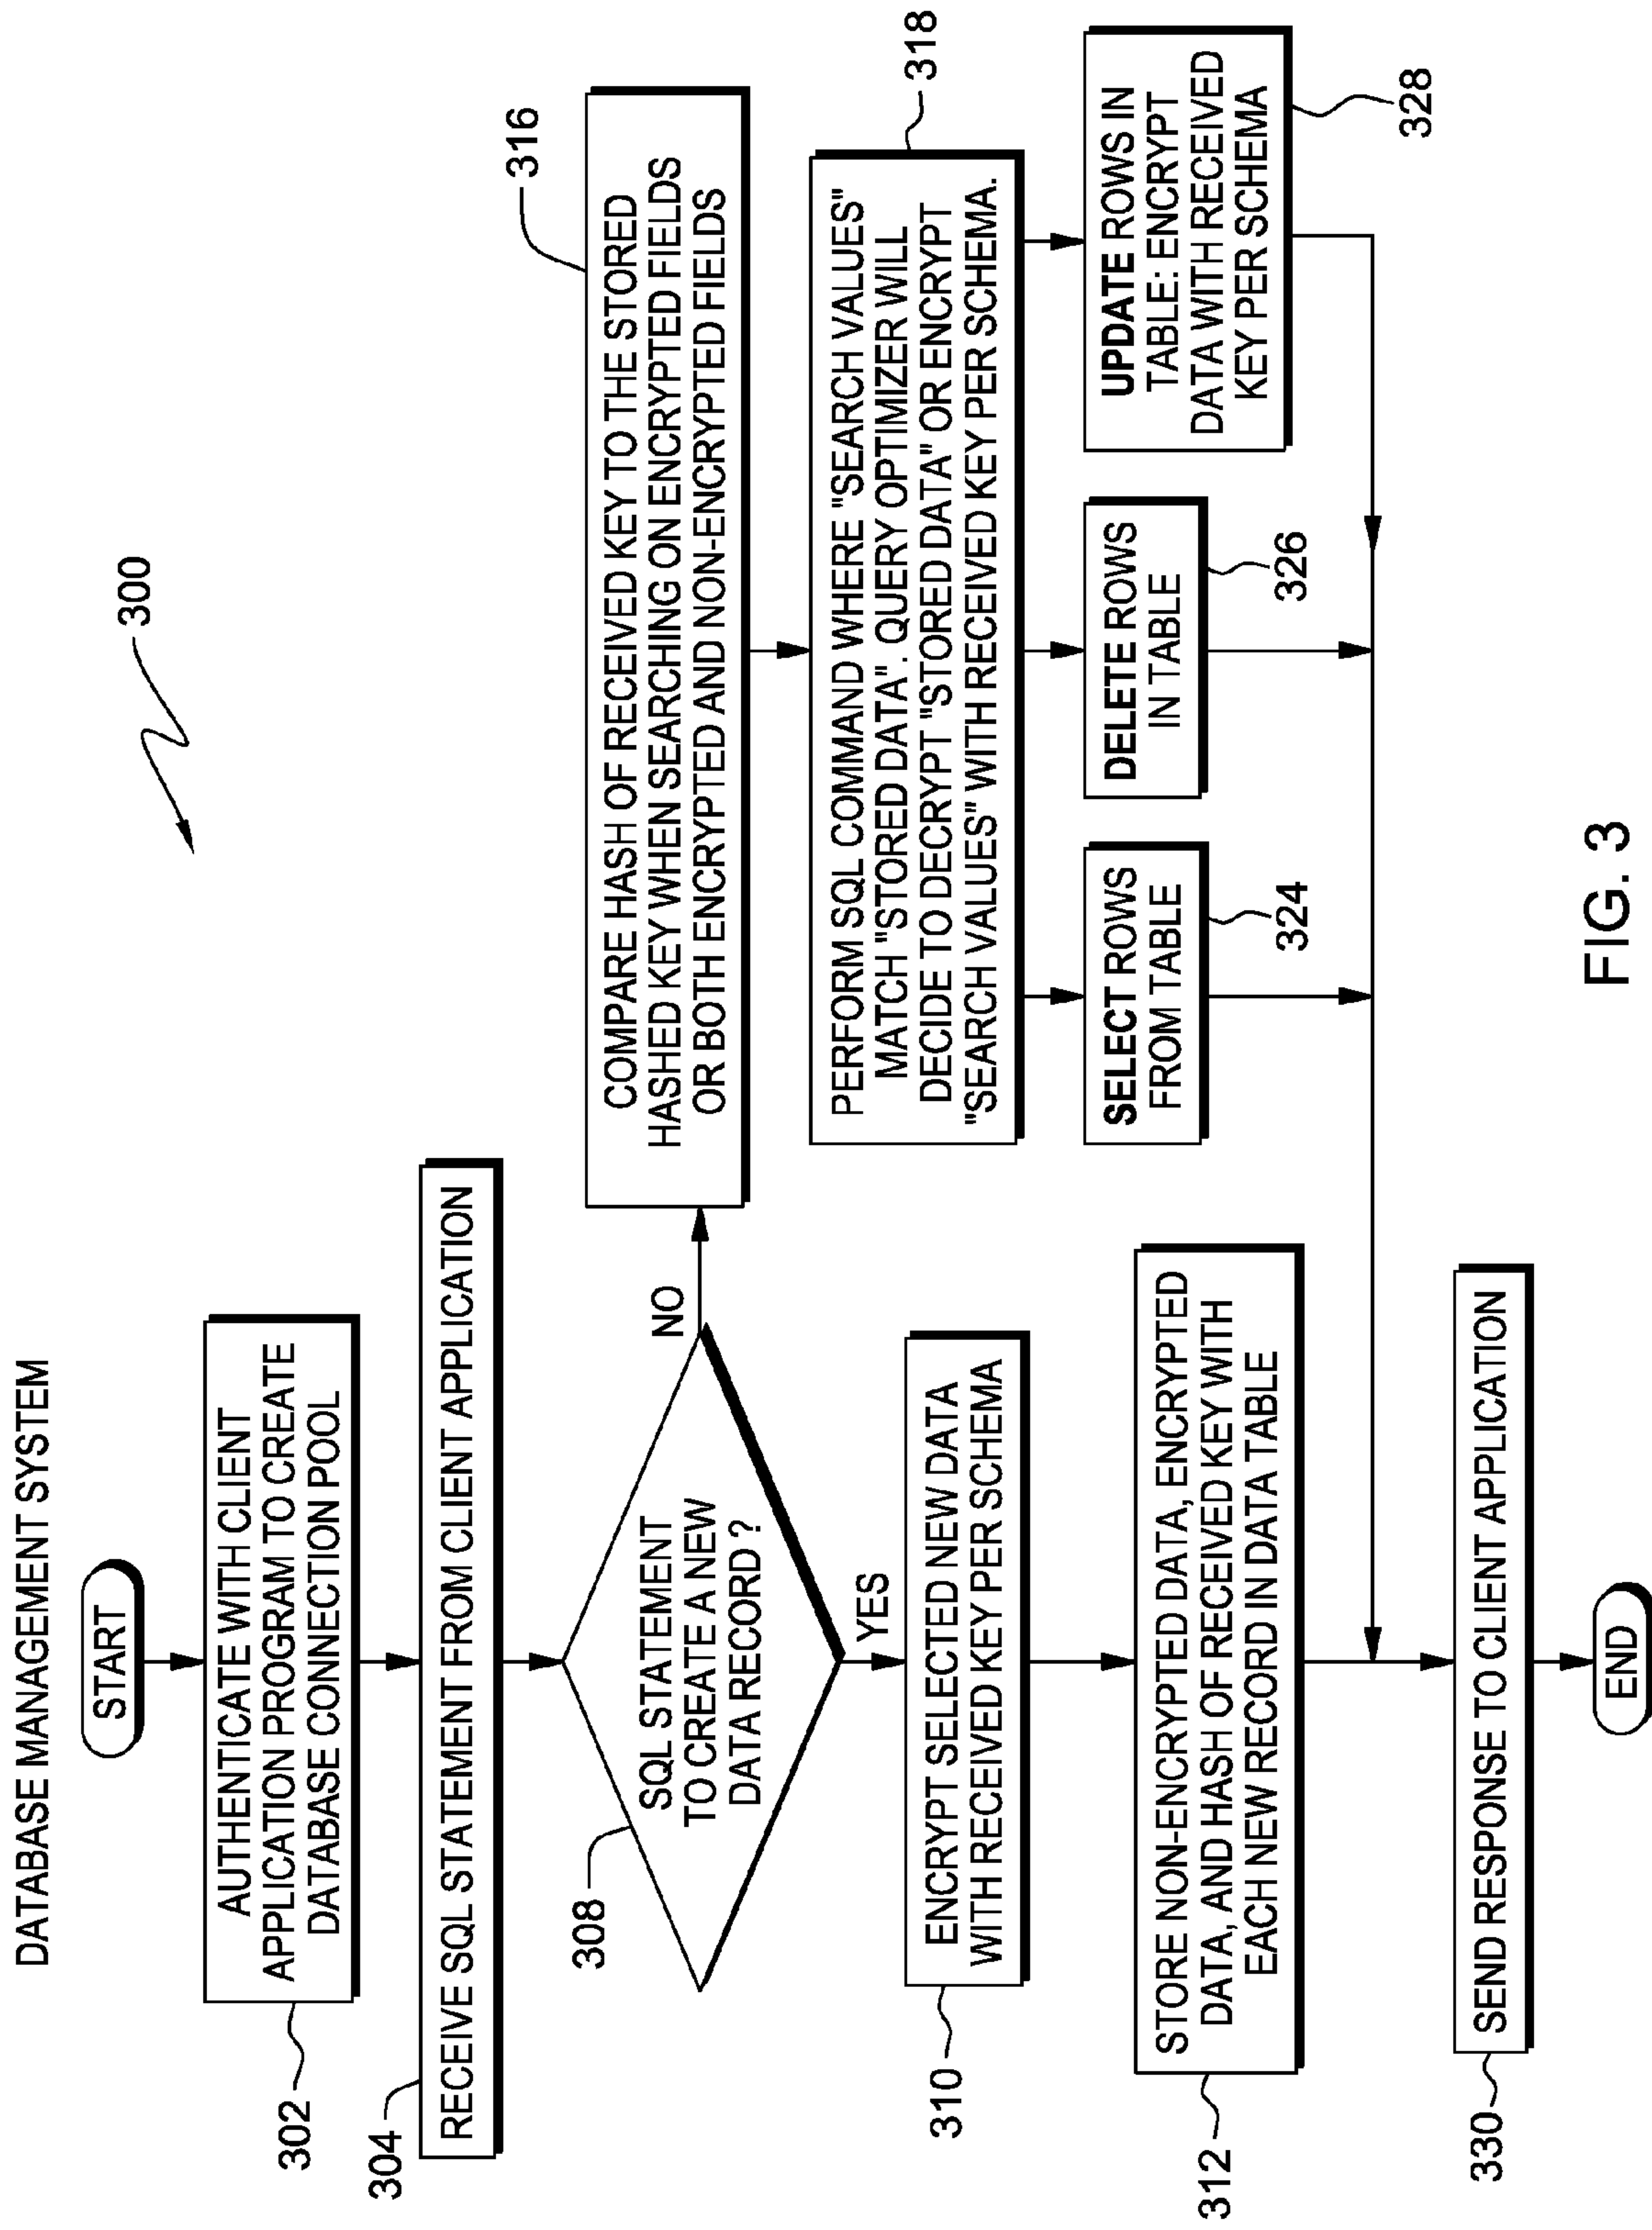 DATABASE MANAGEMENT SYSTEM
300
START
AUTHENTICATE WITH CLIENT
APPLICATION PROGRAM TO CREATE
DATABASE CONNECTION POOL
302
304
RECEIVE SQL STATEMENT FROM CLIENT APPLICATION
308
SQL STATEMENT
TO CREATE A NEW
DATA RECORD ?
NO
YES
316
COMPARE HASH OF RECEIVED KEY TO THE STORED
HASHED KEY WHEN SEARCHING ON ENCRYPTED FIELDS
OR BOTH ENCRYPTED AND NON-ENCRYPTED FIELDS
318
PERFORM SQL COMMAND WHERE "SEARCH VALUES"
MATCH "STORED DATA". QUERY OPTIMIZER WILL
DECIDE TO DECRYPT "STORED DATA" OR ENCRYPT
"SEARCH VALUES" WITH RECEIVED KEY PER SCHEMA.
310
ENCRYPT SELECTED NEW DATA
WITH RECEIVED KEY PER SCHEMA
SELECT ROWS
FROM TABLE
324
DELETE ROWS
IN TABLE
326
UPDATE ROWS IN
TABLE: ENCRYPT
DATA WITH RECEIVED
KEY PER SCHEMA
328
312
STORE NON-ENCRYPTED DATA, ENCRYPTED
DATA, AND HASH OF RECEIVED KEY WITH
EACH NEW RECORD IN DATA TABLE
330
SEND RESPONSE TO CLIENT APPLICATION
END
FIG. 3